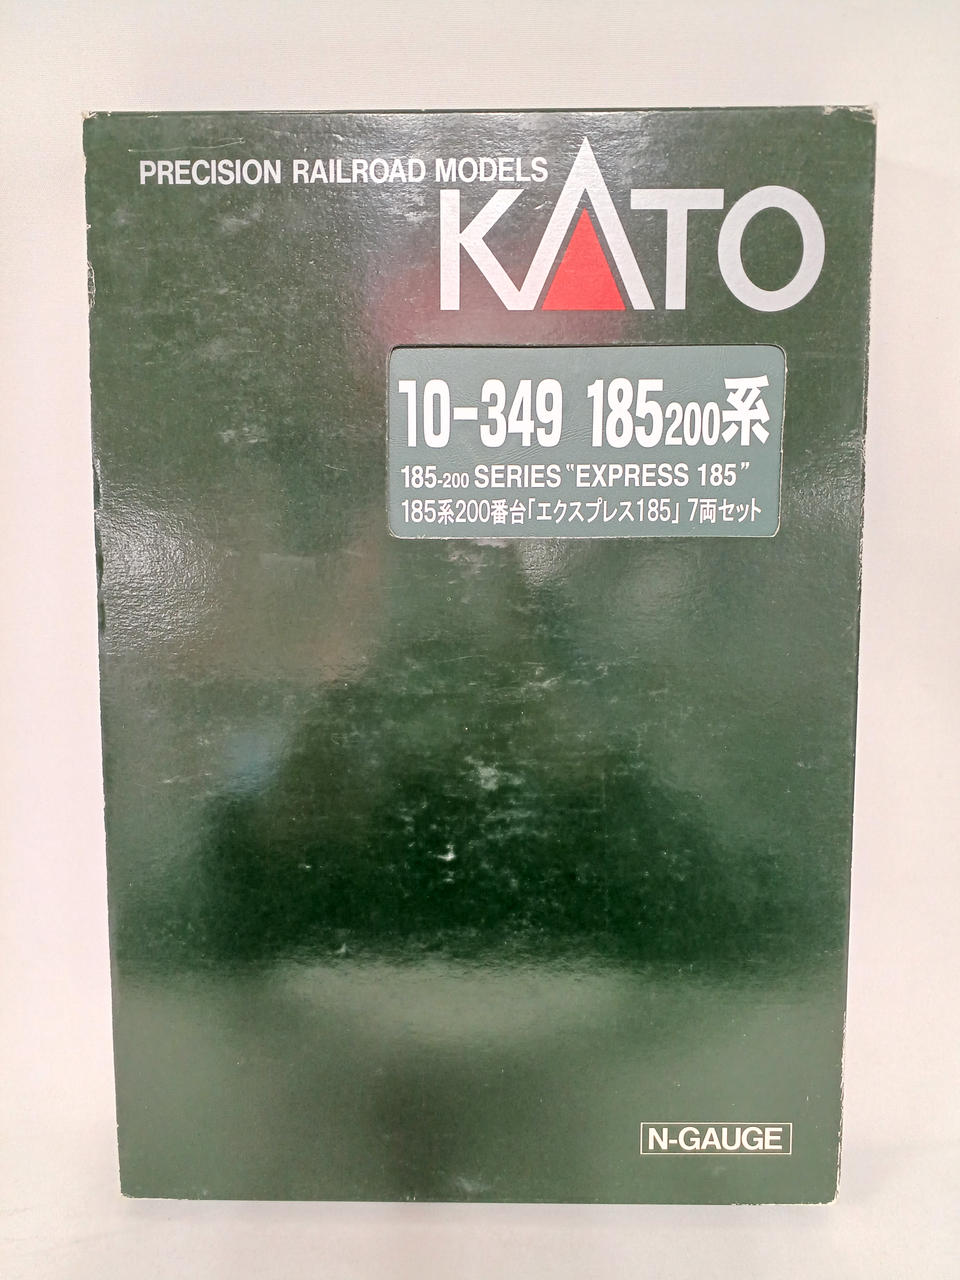 PRECISION RAILROAD MODELS
KATO
10-349 185200系
185-200 SERIES "EXPRESS 185"
185系200番台「エクスプレス185」7両セット
N-GAUGE